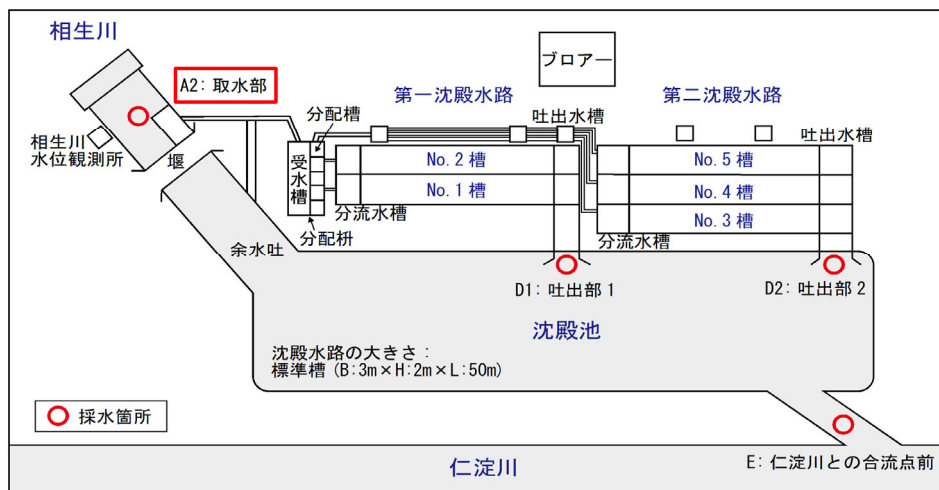 相生川
ブロアー
A2: 取水部
第一沈殿水路
第二沈殿水路
分配槽
吐出水槽
吐出水槽
相生川
水位観測所
堰
受水槽
No. 2 槽
No. 1 槽
No. 5 槽
No. 4 槽
No. 3 槽
分流水槽
分流水槽
分配枡
余水吐
D1: 吐出部 1
D2: 吐出部 2
沈殿池
沈殿水路の大きさ:
標準槽 (B:3m×H:2m×L:50m)
採水箇所
仁淀川
E: 仁淀川との合流点前